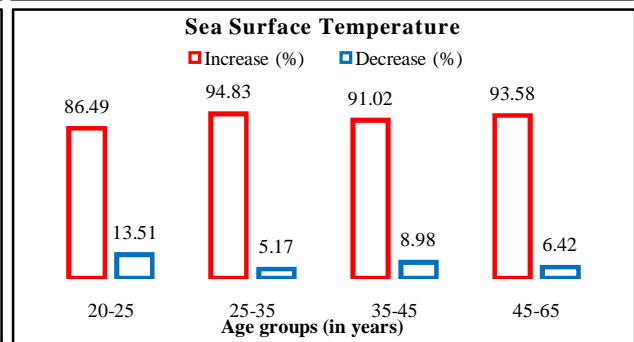 Sea Surface Temperature
Increase (%) Decrease (%)
86.49 94.83 91.02 93.58
13.51 5.17 8.98 6.42
20-25 25-35 35-45 45-65
Age groups (in years)